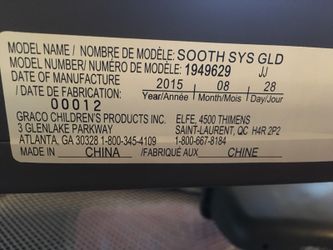 MODEL NAME / NOMBRE DE MODÈLE: SOOTH SYS GLD
MODEL NUMBER/ NUMÉRO DE MODÈLE: 1949629 JJ
DATE OF MANUFACTURE 2015 08 28
/ DATE DE FABRICATION: Year/Année Month/Mois Day/Jour
00012
GRACO CHILDREN'S PRODUCTS INC. ELFE, 4500 THIMENS
3 GLENLAKE PARKWAY SAINT-LAURENT, QC H4R 2P2
ATLANTA, GA 30328 1-800-345-4109 1-800-667-8184
MADE IN CHINA /FABRIQUÉ AUX CHINE